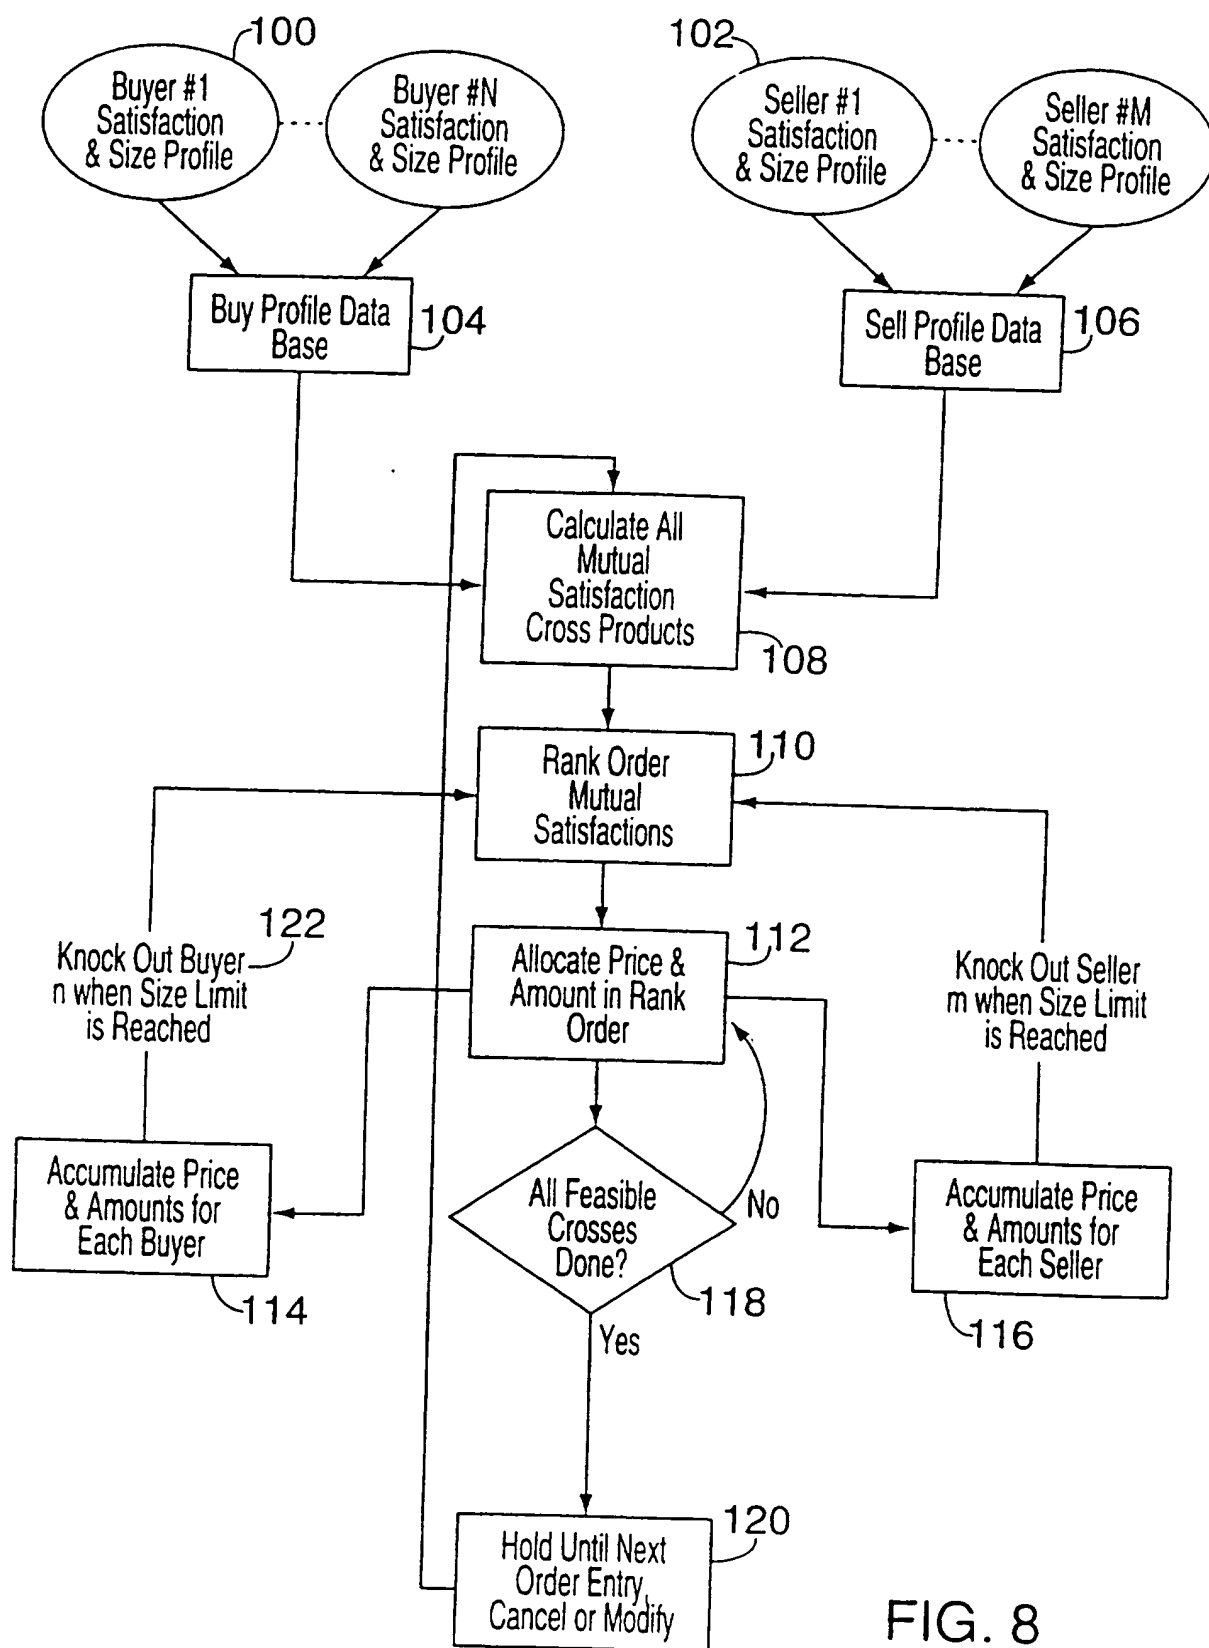 100
Buyer #1
Satisfaction
& Size Profile
Buyer #N
Satisfaction
& Size Profile
102
Seller #1
Satisfaction
& Size Profile
Seller #M
Satisfaction
& Size Profile
Buy Profile Data
Base
104
Sell Profile Data
Base
106
Calculate All
Mutual
Satisfaction
Cross Products
108
Rank Order
Mutual
Satisfactions
110
Knock Out Buyer
n when Size Limit
is Reached
122
Allocate Price &
Amount in Rank
Order
112
Knock Out Seller
m when Size Limit
is Reached
Accumulate Price
& Amounts for
Each Buyer
114
All Feasible
Crosses
Done?
No
118
Yes
Accumulate Price
& Amounts for
Each Seller
116
Hold Until Next
Order Entry,
Cancel or Modify
120
FIG. 8